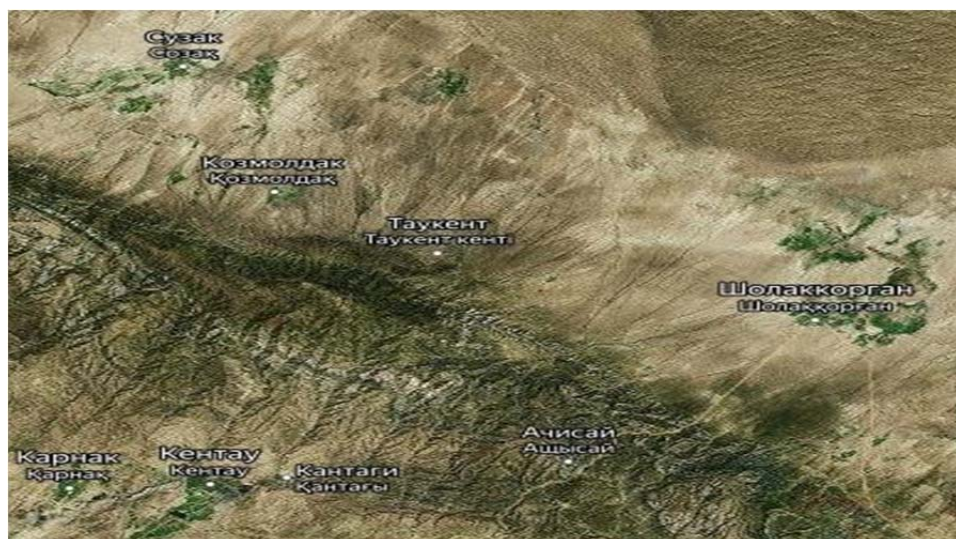 Сузак
Созақ
Козмолдак
Қозмолдақ
Таукент
Таукент кенті
Шолаккорган
Шолаққорған
Ачисай
Ащысай
Карнак
Қарнақ
Кентау
Кентау
Кантаги
Қантағы